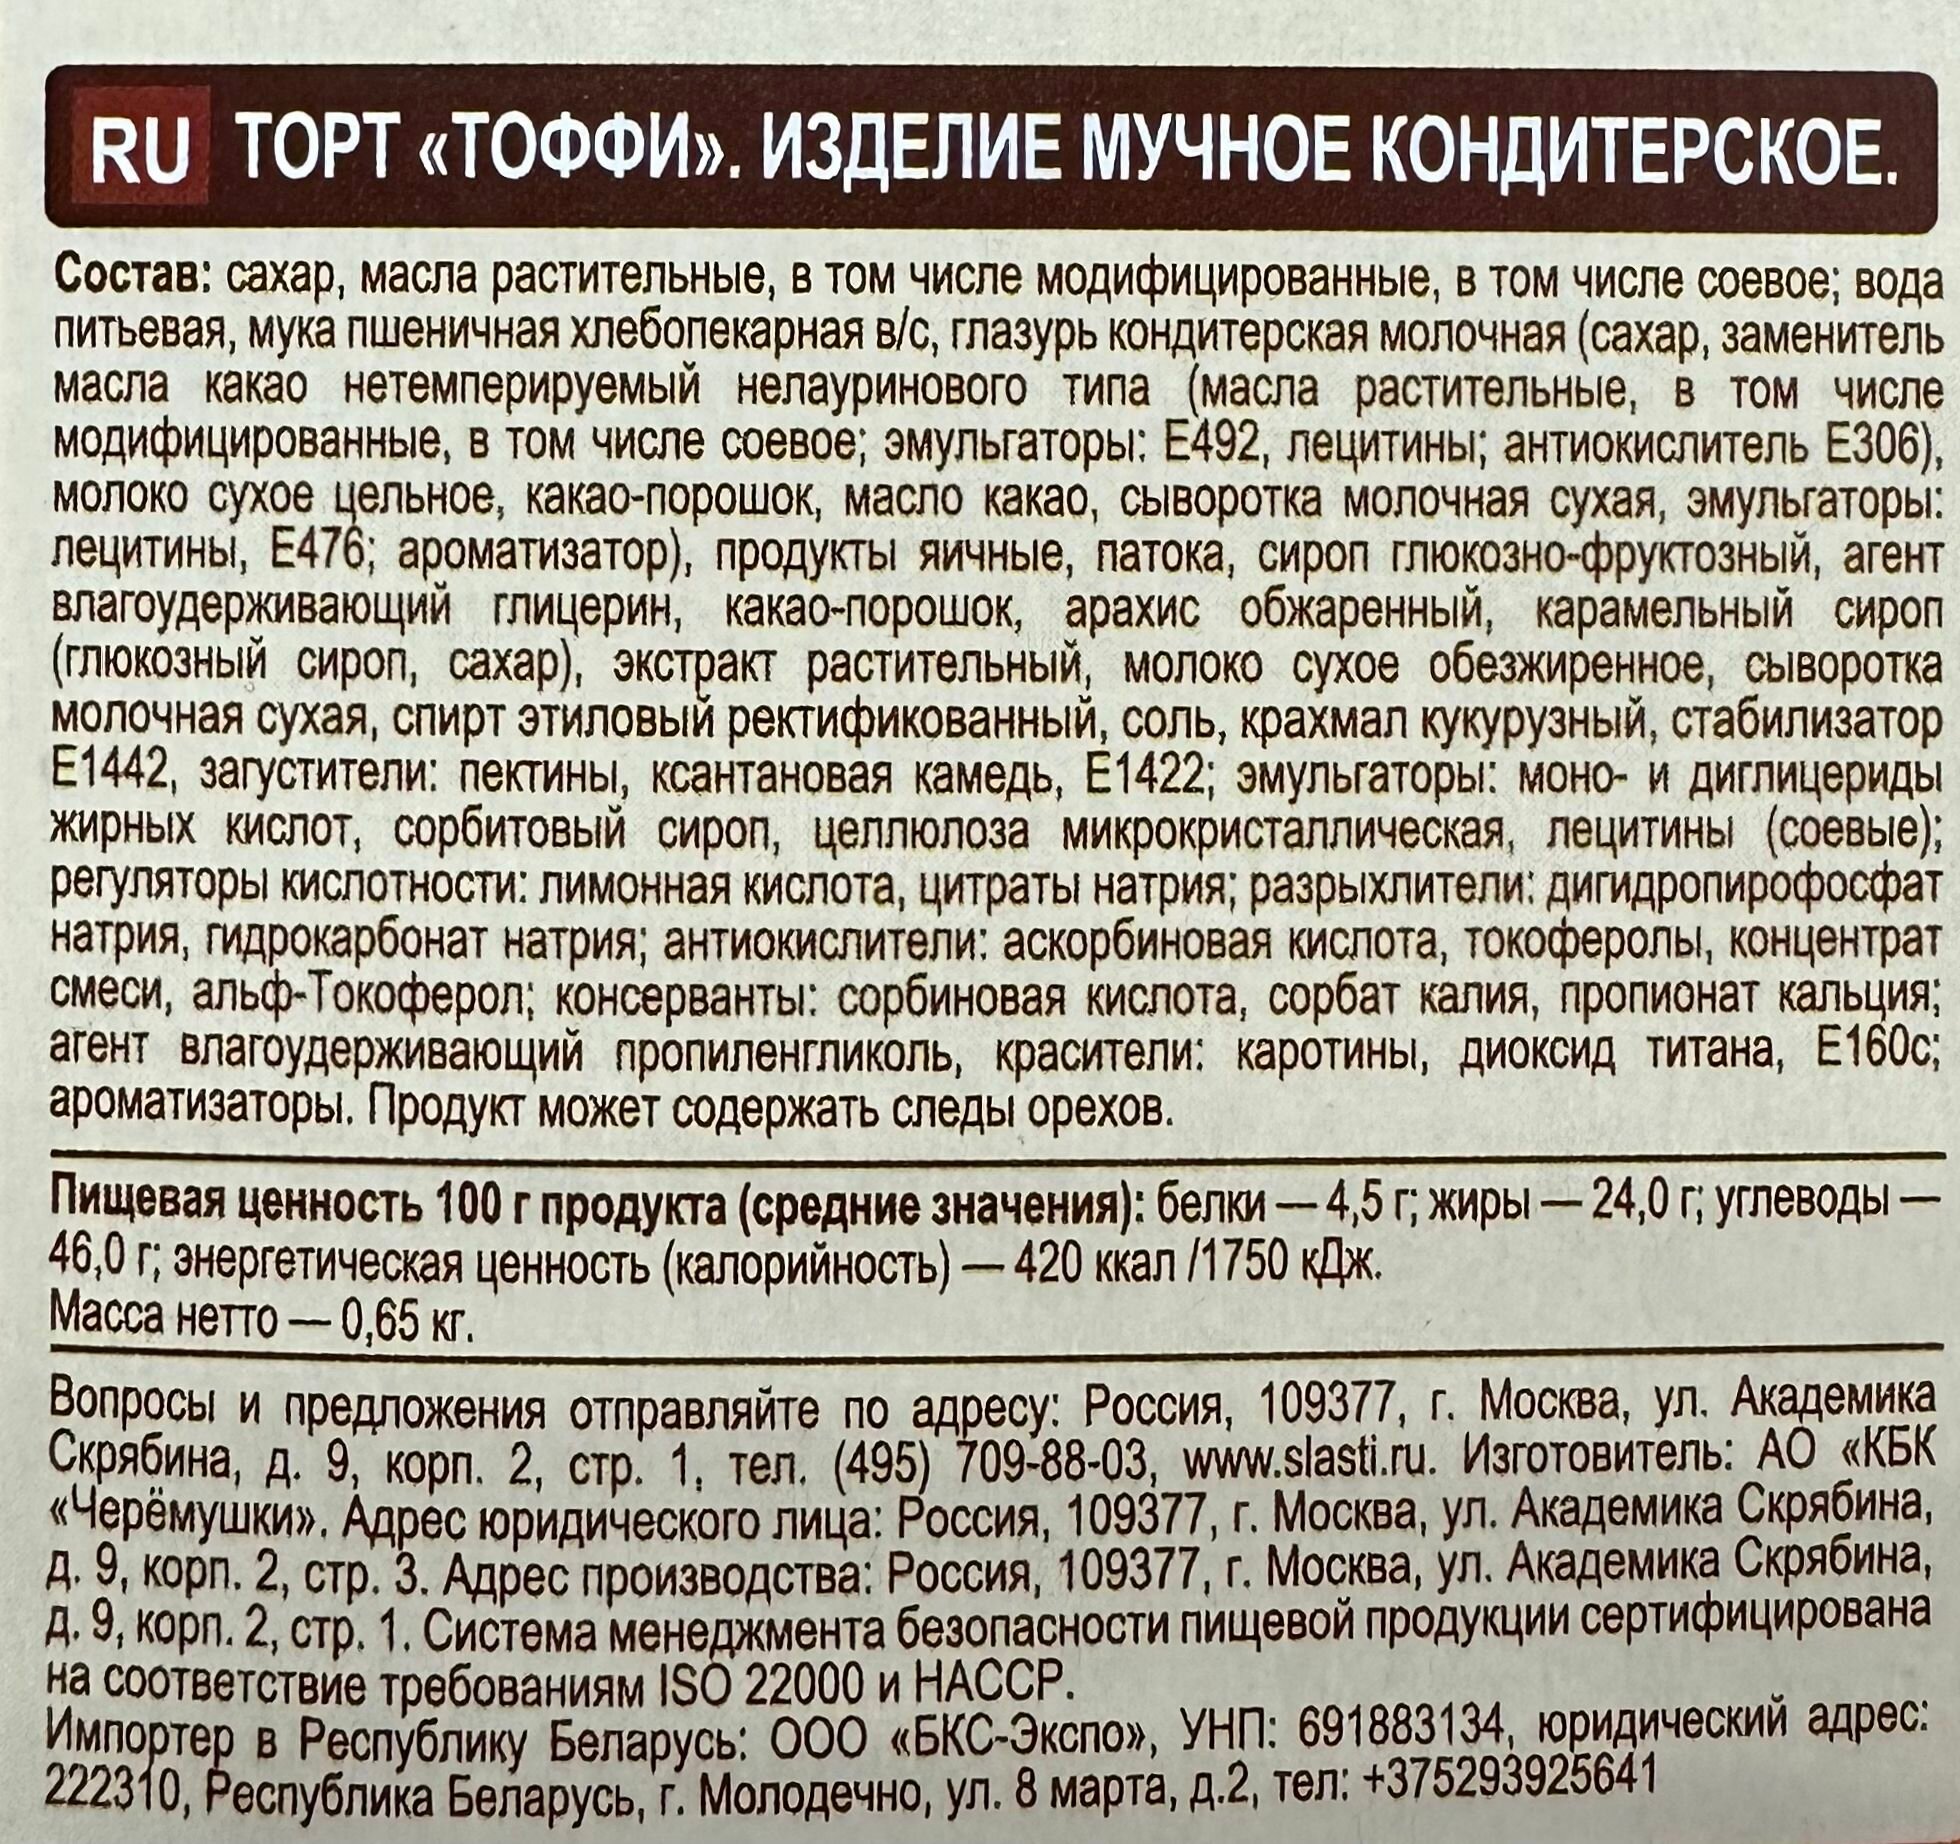 RU ТОРТ «ТОФФИ». ИЗДЕЛИЕ МУЧНОЕ КОНДИТЕРСКОЕ.
Состав: сахар, масла растительные, в том числе модифицированные, в том числе соевое; вода
питьевая, мука пшеничная хлебопекарная в/с, глазурь кондитерская молочная (сахар, заменитель
масла какао нетемперируемый нелауринового типа (масла растительные, в том числе
модифицированные, в том числе соевое; эмульгаторы: Е492, лецитины; антиокислитель Е306),
молоко сухое цельное, какао-порошок, масло какао, сыворотка молочная сухая, эмульгаторы:
лецитины, Е476; ароматизатор), продукты яичные, патока, сироп глюкозно-фруктозный, агент
влагоудерживающий глицерин, какао-порошок, арахис обжаренный, карамельный сироп
(глюкозный сироп, сахар), экстракт растительный, молоко сухое обезжиренное, сыворотка
молочная сухая, спирт этиловый ректификованный, соль, крахмал кукурузный, стабилизатор
Е1442, загустители: пектины, ксантановая камедь, Е1422; эмульгаторы: моно- и диглицериды
жирных кислот, сорбитовый сироп, целлюлоза микрокристаллическая, лецитины (соевые);
регуляторы кислотности: лимонная кислота, цитраты натрия; разрыхлители: дигидропирофосфат
натрия, гидрокарбонат натрия; антиокислители: аскорбиновая кислота, токоферолы, концентрат
смеси, альф-Токоферол; консерванты: сорбиновая кислота, сорбат калия, пропионат кальция;
агент влагоудерживающий пропиленгликоль, красители: каротины, диоксид титана, Е160с;
ароматизаторы. Продукт может содержать следы орехов.
Пищевая ценность 100 г продукта (средние значения): белки — 4,5 г; жиры — 24,0 г; углеводы —
46,0 г; энергетическая ценность (калорийность) — 420 ккал /1750 кДж.
Масса нетто — 0,65 кг.
Вопросы и предложения отправляйте по адресу: Россия, 109377, г. Москва, ул. Академика
Скрябина, д. 9, корп. 2, стр. 1, тел. (495) 709-88-03, www.slasti.ru. Изготовитель: АО «КБК
«Черёмушки». Адрес юридического лица: Россия, 109377, г. Москва, ул. Академика Скрябина,
д. 9, корп. 2, стр. 3. Адрес производства: Россия, 109377, г. Москва, ул. Академика Скрябина,
д. 9, корп. 2, стр. 1. Система менеджмента безопасности пищевой продукции сертифицирована
на соответствие требованиям ISO 22000 и НАССР.
Импортер в Республику Беларусь: ООО «БКС-Экспо», УНП: 691883134, юридический адрес:
222310, Республика Беларусь, г. Молодечно, ул. 8 марта, д.2, тел: +375293925641